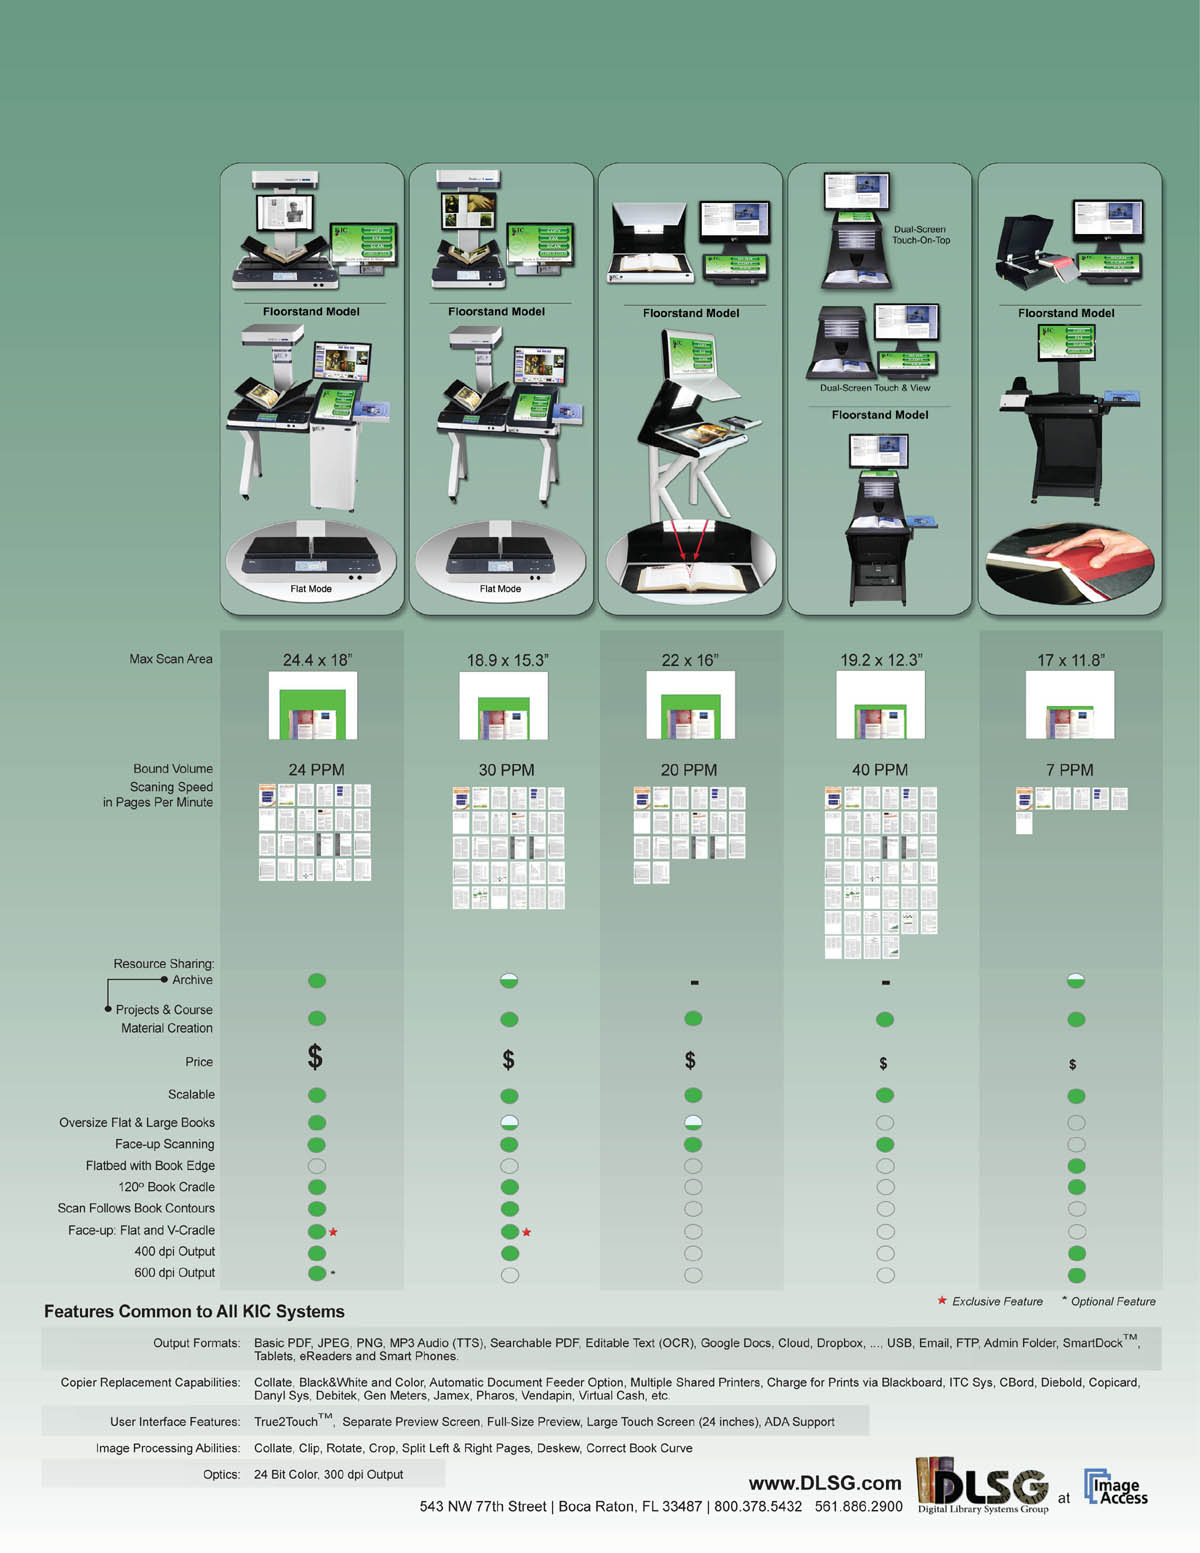 Dual-Screen
Touch-On-Top
Floorstand Model
Floorstand Model
Floorstand Model
Floorstand Model
Dual-Screen Touch & View
Floorstand Model
Flat Mode
Flat Mode
Max Scan Area
24.4 x 18”
18.9 x 15.3”
22 x 16”
19.2 x 12.3”
17 x 11.8”
Bound Volume
Scaning Speed
in Pages Per Minute
24 PPM
30 PPM
20 PPM
40 PPM
7 PPM
Resource Sharing:
Archive
Projects & Course
Material Creation
Price
$ $ $ $ $
Scalable
Oversize Flat & Large Books
Face-up Scanning
Flatbed with Book Edge
120º Book Cradle
Scan Follows Book Contours
Face-up: Flat and V-Cradle
400 dpi Output
600 dpi Output *
Exclusive Feature
* Optional Feature
Features Common to All KIC Systems
Output Formats: Basic PDF, JPEG, PNG, MP3 Audio (TTS), Searchable PDF, Editable Text (OCR), Google Docs, Cloud, Dropbox, ..., USB, Email, FTP, Admin Folder, SmartDock™,
Tablets, eReaders and Smart Phones.
Copier Replacement Capabilities: Collate, Black&White and Color, Automatic Document Feeder Option, Multiple Shared Printers, Charge for Prints via Blackboard, ITC Sys, CBord, Diebold, Copicard,
Danyl Sys, Debitek, Gen Meters, Jamex, Pharos, Vendapin, Virtual Cash, etc.
User Interface Features: True2Touch™, Separate Preview Screen, Full-Size Preview, Large Touch Screen (24 inches), ADA Support
Image Processing Abilities: Collate, Clip, Rotate, Crop, Split Left & Right Pages, Deskew, Correct Book Curve
Optics: 24 Bit Color, 300 dpi Output
www.DLSG.com
543 NW 77th Street | Boca Raton, FL 33487 | 800.378.5432 561.886.2900
DLSG
Digital Library Systems Group
at
Image
Access